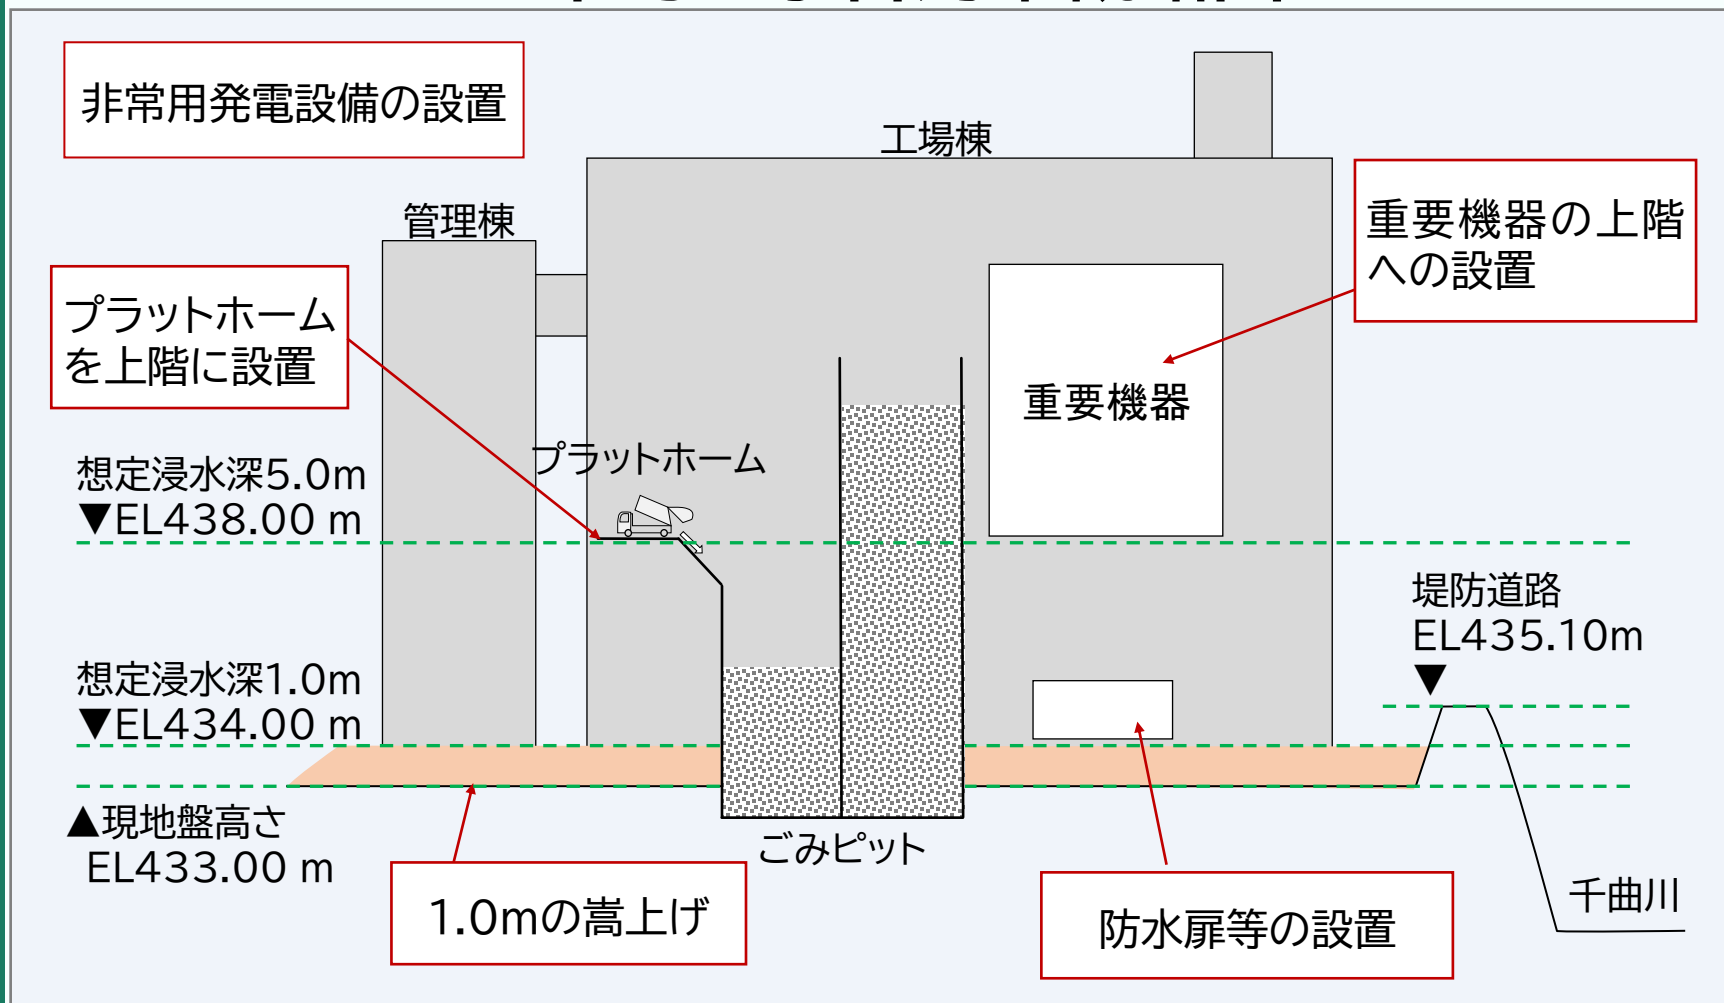 非常用発電設備の設置
工場棟
管理棟
重要機器の上階
への設置
プラットホーム
を上階に設置
重要機器
プラットホーム
想定浸水深5.0m
▼EL438.00 m
堤防道路
EL435.10m
▼
想定浸水深1.0m
▼EL434.00 m
▲現地盤高さ
EL433.00 m
ごみピット
千曲川
1.0mの嵩上げ
防水扉等の設置